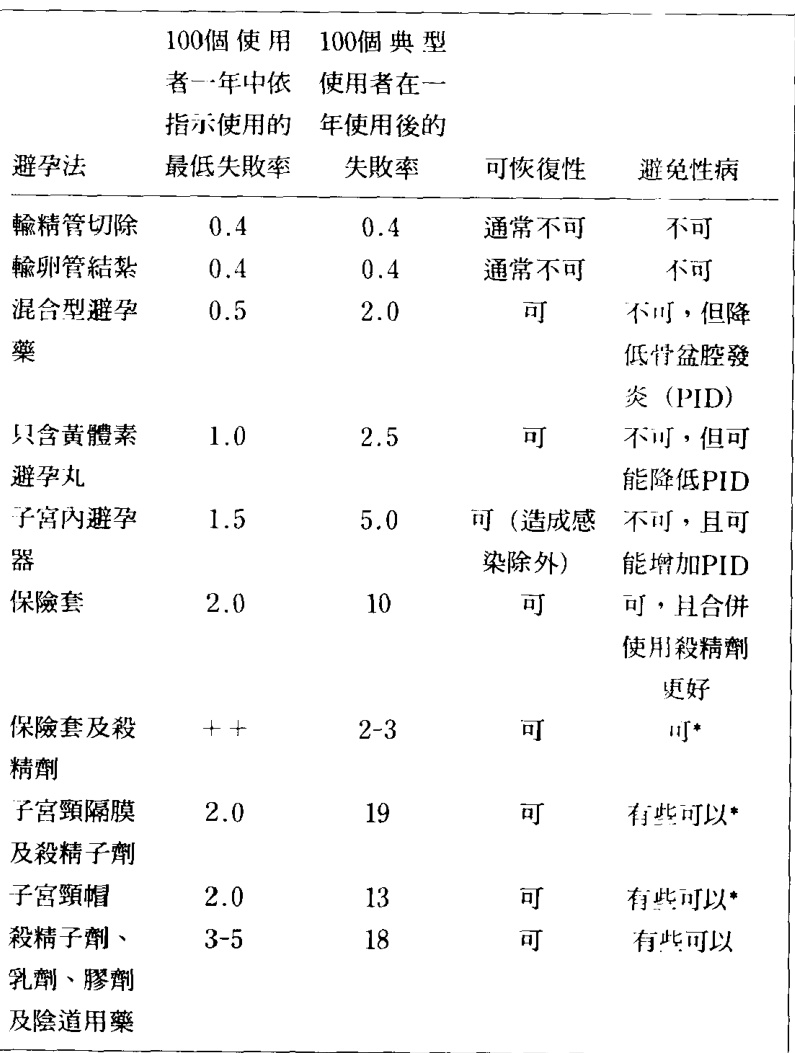 100個使用 100個典型
者一年中依 使用者在一
指示使用的 年使用後的
避孕法 最低失敗率 失敗率 可恢復性 避免性病
輸精管切除 0.4 0.4 通常不可 不可
輸卵管結紮 0.4 0.4 通常不可 不可
混合型避孕 0.5 2.0 可 不可，但降
藥 低骨盆腔發
炎（PID）
只含黃體素 1.0 2.5 可 不可，但可
避孕丸 能降低PID
子宮內避孕 1.5 5.0 可（造成感 不可，且可
器 染除外） 能增加PID
保險套 2.0 10 可 可，且合併
使用殺精劑
更好
保險套及殺 ++ 2-3 可 可*
精劑
子宮頸隔膜 2.0 19 可 有些可以*
及殺精子劑
子宮頸帽 2.0 13 可 有些可以*
殺精子劑、 3-5 18 可 有些可以
乳劑、膠劑
及陰道用藥